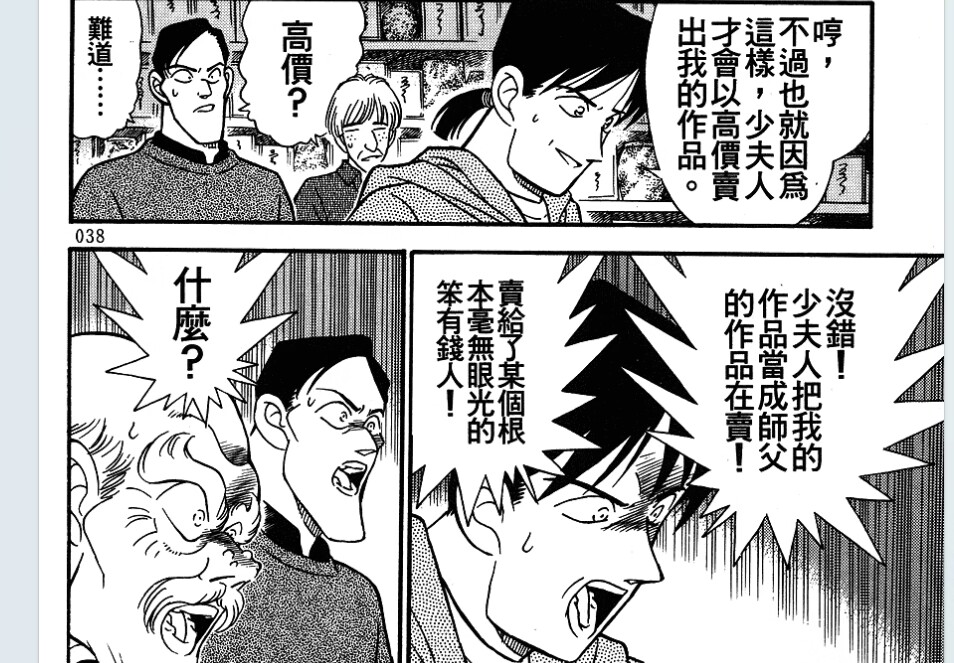 哼，
不過也就因爲
這樣，少夫人
才會以高價賣
出我的作品。
高價？
難道……
038
沒錯！
少夫人把我的
作品當成師父
的作品在賣！
賣給了某個根
本毫無眼光的
笨有錢人！
什麼？